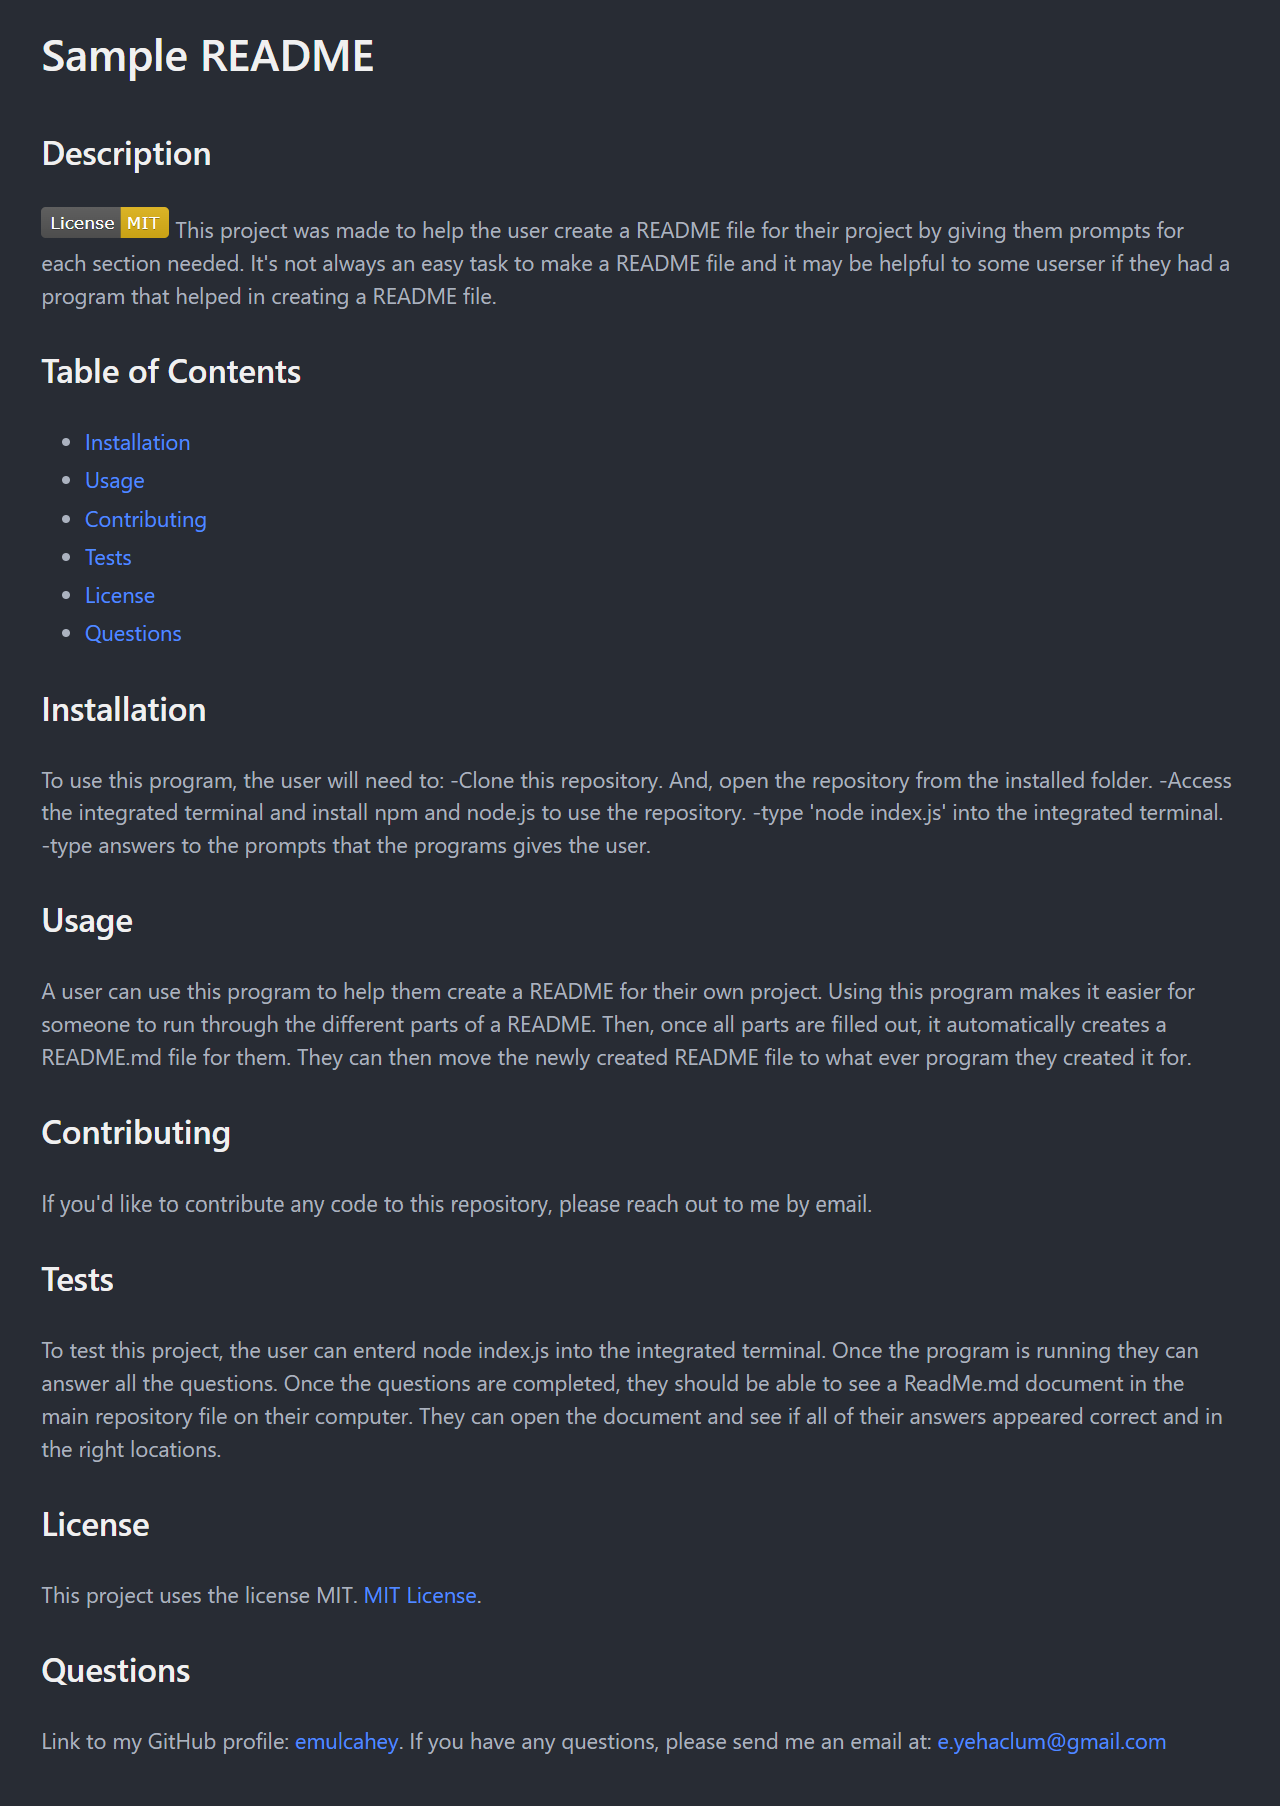 Sample README
Description
License MIT This project was made to help the user create a README file for their project by giving them prompts for
each section needed. It's not always an easy task to make a README file and it may be helpful to some userser if they had a
program that helped in creating a README file.
Table of Contents
• Installation
• Usage
• Contributing
• Tests
• License
• Questions
Installation
To use this program, the user will need to: -Clone this repository. And, open the repository from the installed folder. -Access
the integrated terminal and install npm and node.js to use the repository. -type 'node index.js' into the integrated terminal.
-type answers to the prompts that the programs gives the user.
Usage
A user can use this program to help them create a README for their own project. Using this program makes it easier for
someone to run through the different parts of a README. Then, once all parts are filled out, it automatically creates a
README.md file for them. They can then move the newly created README file to what ever program they created it for.
Contributing
If you'd like to contribute any code to this repository, please reach out to me by email.
Tests
To test this project, the user can enterd node index.js into the integrated terminal. Once the program is running they can
answer all the questions. Once the questions are completed, they should be able to see a ReadMe.md document in the
main repository file on their computer. They can open the document and see if all of their answers appeared correct and in
the right locations.
License
This project uses the license MIT. MIT License.
Questions
Link to my GitHub profile: emulcahey. If you have any questions, please send me an email at: e.yehaclum@gmail.com